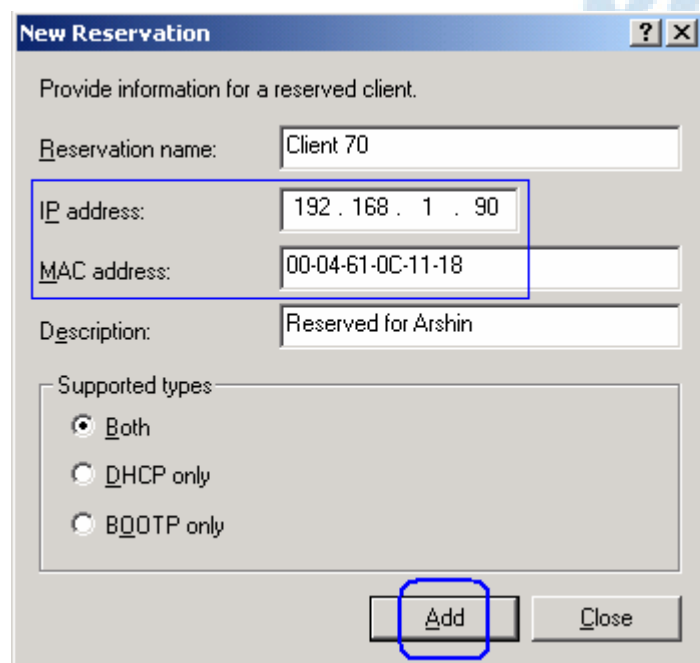 New Reservation
Provide information for a reserved client.
Reservation name: Client 70
IP address: 192 . 168 . 1 . 90
MAC address: 00-04-61-0C-11-18
Description: Reserved for Arshin
Supported types
Both
DHCP only
BOOTP only
Add Close